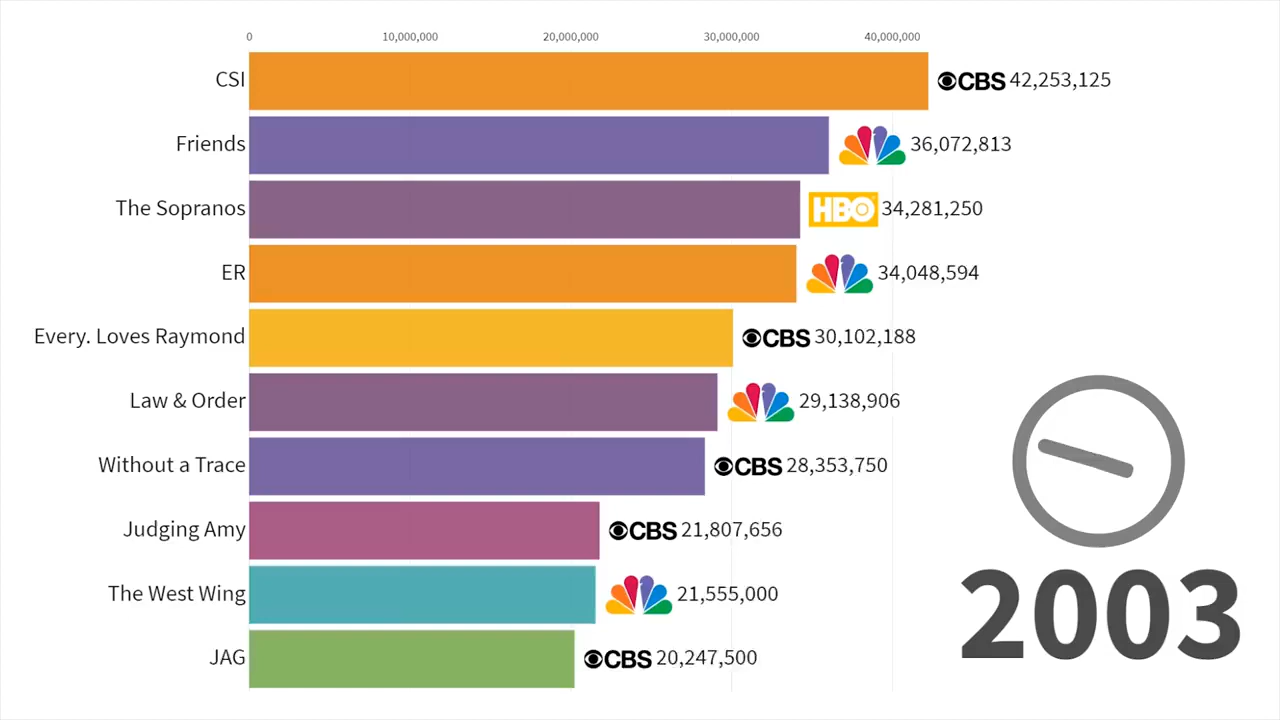 0 10,000,000 20,000,000 30,000,000 40,000,000
CSI CBS 42,253,125
Friends 36,072,813
The Sopranos HBO 34,281,250
ER 34,048,594
Every. Loves Raymond CBS 30,102,188
Law & Order 29,138,906
Without a Trace CBS 28,353,750
Judging Amy CBS 21,807,656
The West Wing 21,555,000
JAG CBS 20,247,500
2003